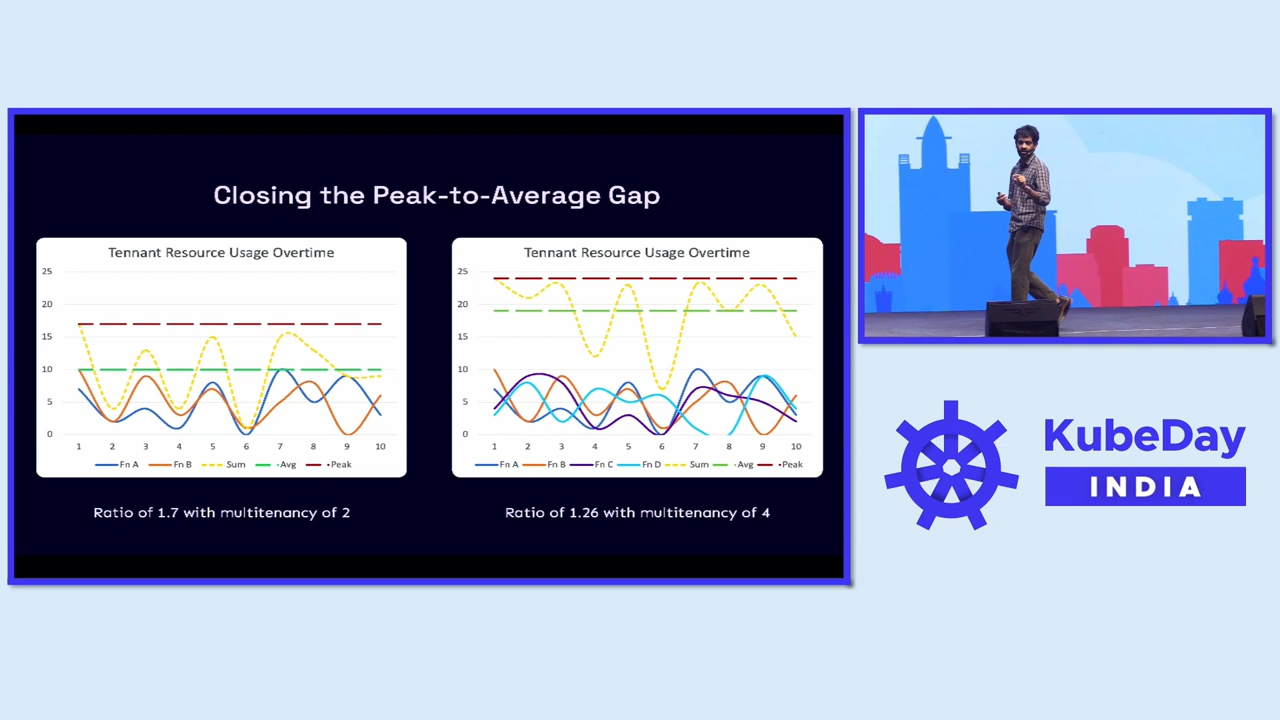 Closing the Peak-to-Average Gap
Tennant Resource Usage Overtime
25
20
15
10
5
0
1 2 3 4 5 6 7 8 9 10
Fn A Fn B Sum Avg Peak
Ratio of 1.7 with multitenancy of 2
Tennant Resource Usage Overtime
25
20
15
10
5
0
1 2 3 4 5 6 7 8 9 10
Fn A Fn B Fn C Fn D Sum Avg Peak
Ratio of 1.26 with multitenancy of 4
KubeDay
INDIA